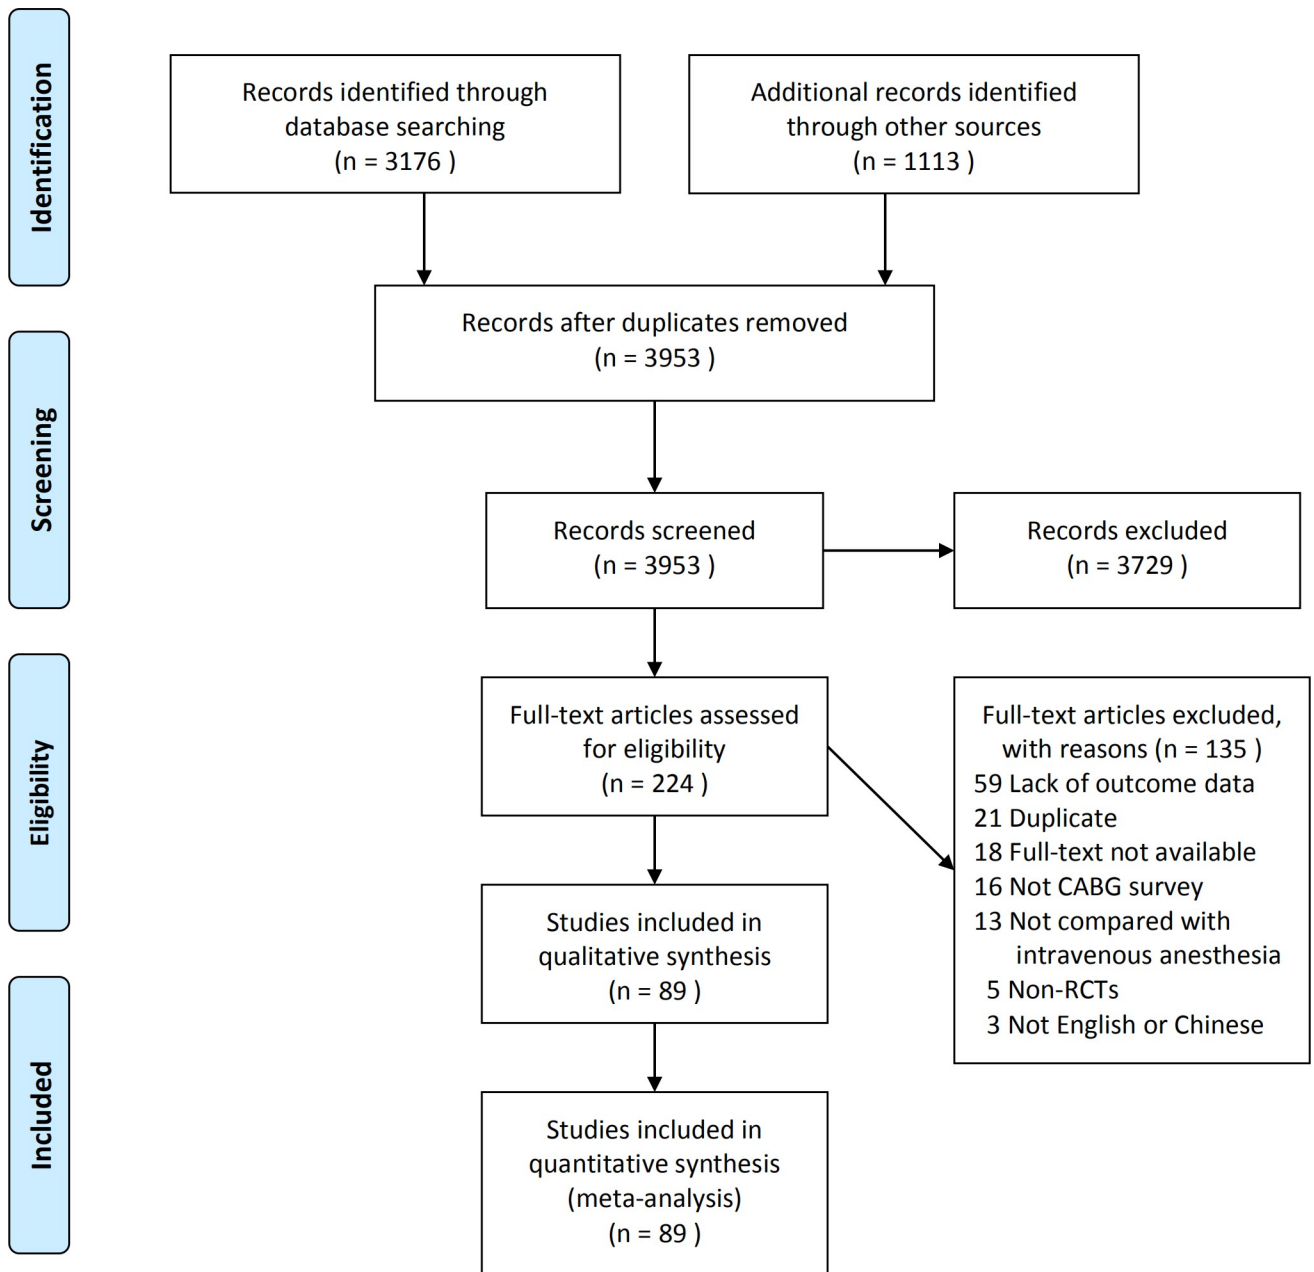 Identification
Records identified through
database searching
(n = 3176 )
Additional records identified
through other sources
(n = 1113 )
Records after duplicates removed
(n = 3953 )
Screening
Records screened
(n = 3953 )
Records excluded
(n = 3729 )
Eligibility
Full-text articles assessed
for eligibility
(n = 224 )
Full-text articles excluded,
with reasons (n = 135 )
59 Lack of outcome data
21 Duplicate
18 Full-text not available
16 Not CABG survey
13 Not compared with
intravenous anesthesia
5 Non-RCTs
3 Not English or Chinese
Studies included in
qualitative synthesis
(n = 89 )
Included
Studies included in
quantitative synthesis
(meta-analysis)
(n = 89 )